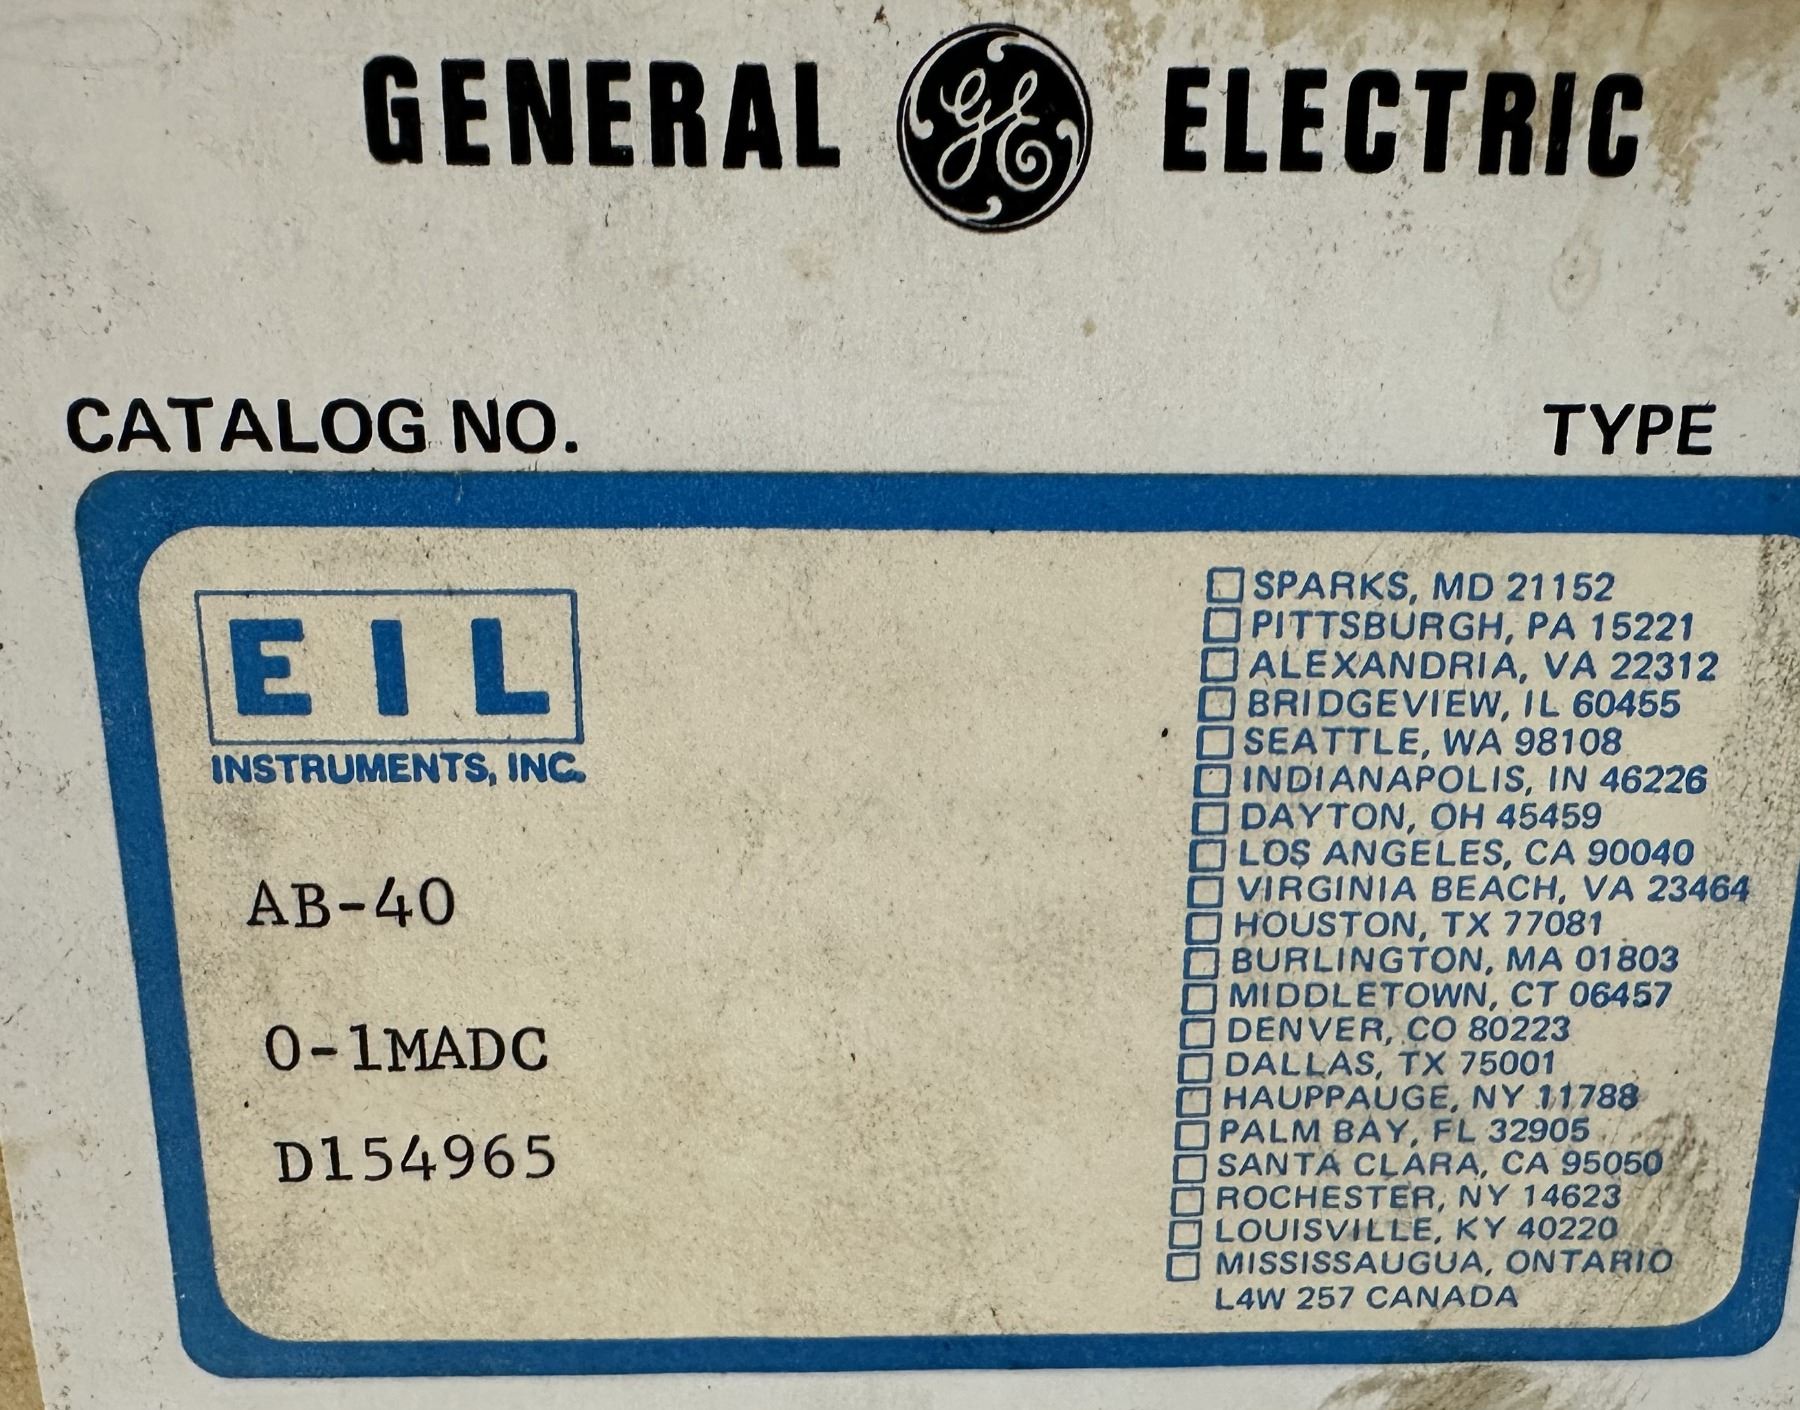 GENERAL GE ELECTRIC
CATALOG NO. TYPE
EIL
INSTRUMENTS, INC.
AB-40
0-1MADC
D154965
SPARKS, MD 21152
PITTSBURGH, PA 15221
ALEXANDRIA, VA 22312
BRIDGEVIEW, IL 60455
SEATTLE, WA 98108
INDIANAPOLIS, IN 46226
DAYTON, OH 45459
LOS ANGELES, CA 90040
VIRGINIA BEACH, VA 23464
HOUSTON, TX 77081
BURLINGTON, MA 01803
MIDDLETOWN, CT 06457
DENVER, CO 80223
DALLAS, TX 75001
HAUPPAUGE, NY 11788
PALM BAY, FL 32905
SANTA CLARA, CA 95050
ROCHESTER, NY 14623
LOUISVILLE, KY 40220
MISSISSAUGUA, ONTARIO
L4W 257 CANADA